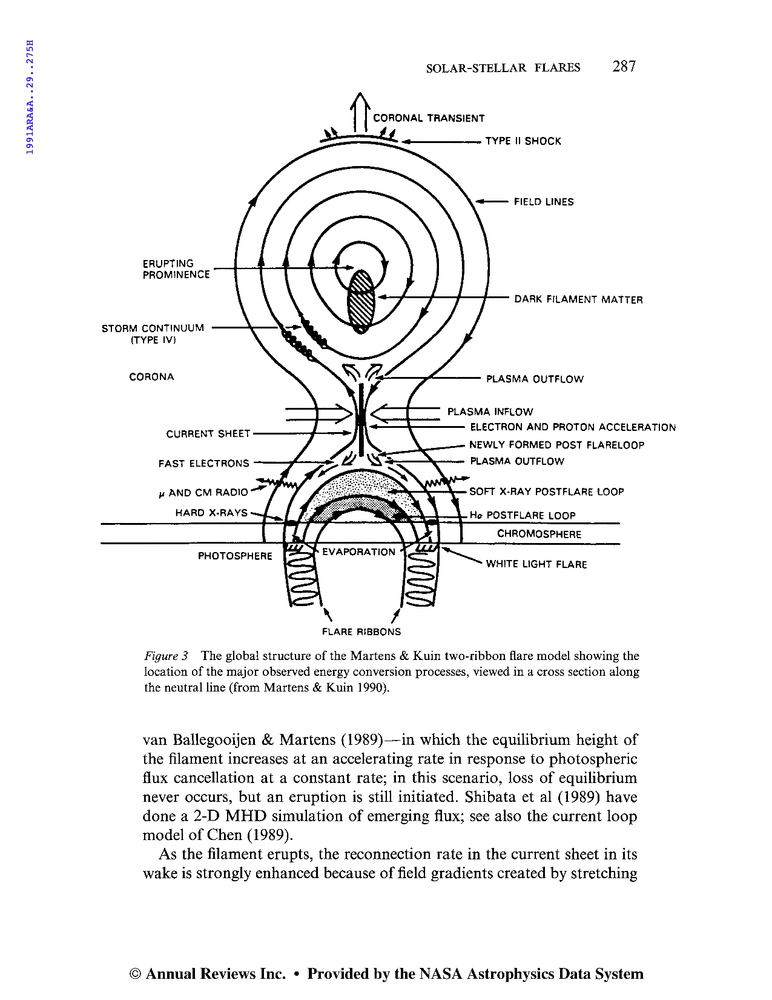 1991ARA&A..29..275H
SOLAR-STELLAR FLARES 287
CORONAL TRANSIENT
TYPE II SHOCK
FIELD LINES
ERUPTING
PROMINENCE
DARK FILAMENT MATTER
STORM CONTINUUM
(TYPE IV)
CORONA
PLASMA OUTFLOW
PLASMA INFLOW
ELECTRON AND PROTON ACCELERATION
CURRENT SHEET
NEWLY FORMED POST FLARELOOP
FAST ELECTRONS
PLASMA OUTFLOW
μ AND CM RADIO
SOFT X-RAY POSTFLARE LOOP
HARD X-RAYS
Hα POSTFLARE LOOP
CHROMOSPHERE
PHOTOSPHERE
EVAPORATION
WHITE LIGHT FLARE
FLARE RIBBONS
Figure 3 The global structure of the Martens & Kuin two-ribbon flare model showing the
location of the major observed energy conversion processes, viewed in a cross section along
the neutral line (from Martens & Kuin 1990).
van Ballegooijen & Martens (1989)—in which the equilibrium height of
the filament increases at an accelerating rate in response to photospheric
flux cancellation at a constant rate; in this scenario, loss of equilibrium
never occurs, but an eruption is still initiated. Shibata et al (1989) have
done a 2-D MHD simulation of emerging flux; see also the current loop
model of Chen (1989).
As the filament erupts, the reconnection rate in the current sheet in its
wake is strongly enhanced because of field gradients created by stretching
© Annual Reviews Inc. • Provided by the NASA Astrophysics Data System